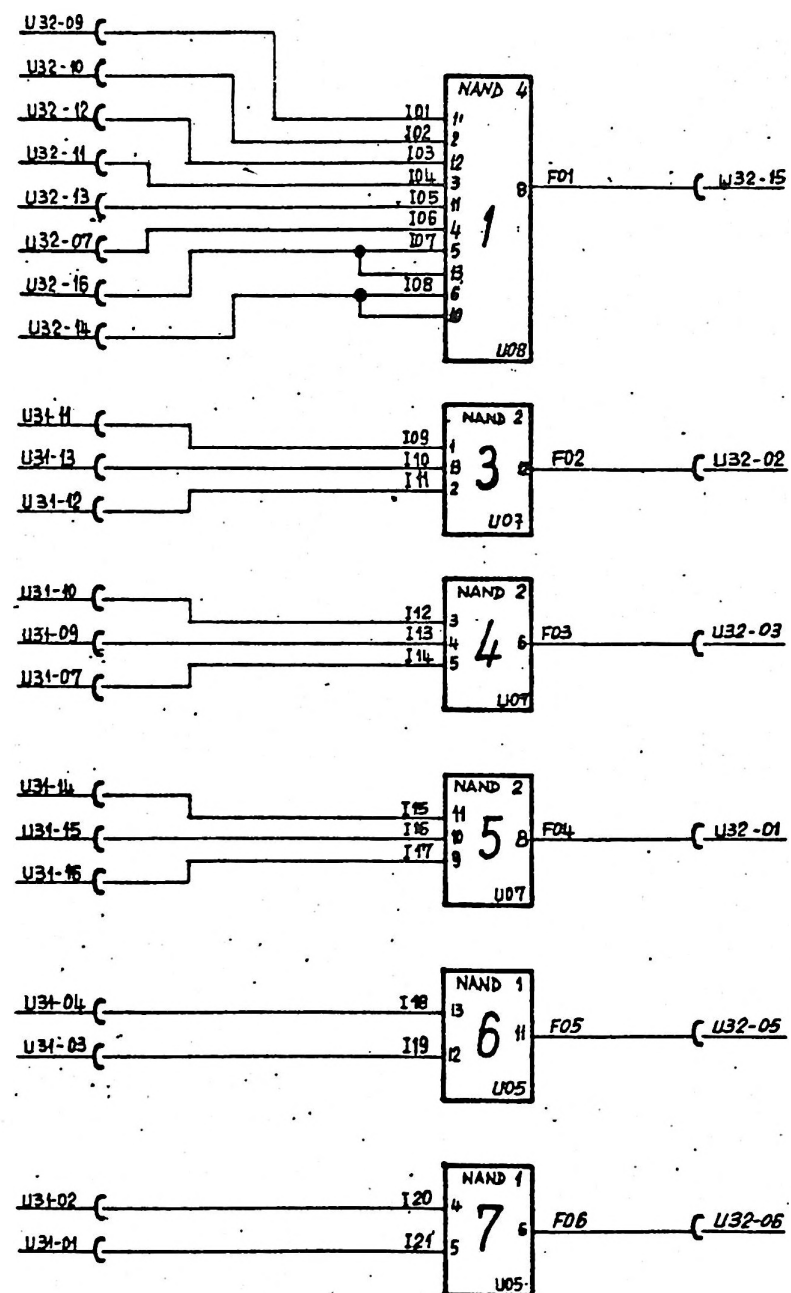 U32-09
U32-10
U32-12
U32-11
U32-13
U32-07
U32-16
U32-14
NAND 4
I01
I02
I03
I04
I05
I06
I07
I08
2
12
3
11
4
5
13
6
10
1
8
U08
F01
U32-15
U31-11
U31-13
U31-12
I09
I10
I11
NAND 2
1
2
3
12
U07
F02
U32-02
U31-10
U31-09
U31-07
I12
I13
I14
NAND 2
3
4
5
4
6
U07
F03
U32-03
U31-14
U31-15
U31-16
I15
I16
I17
NAND 2
11
10
9
5
8
U07
F04
U32-01
U31-04
U31-03
I18
I19
NAND 1
13
12
6
11
U05
F05
U32-05
U31-02
U31-01
I20
I21
NAND 1
4
5
7
6
U05
F06
U32-06